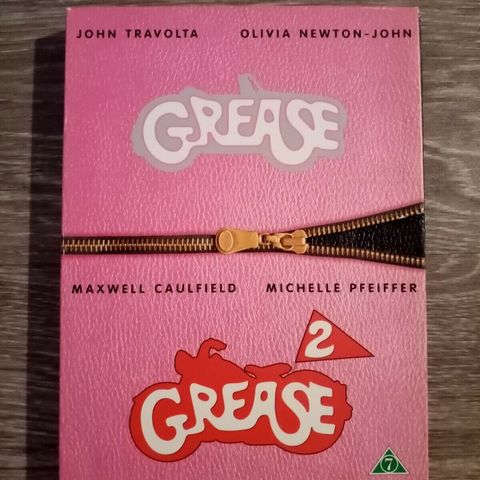 JOHN TRAVOLTA OLIVIA NEWTON-JOHN
GREASE
MAXWELL CAULFIELD MICHELLE PFEIFFER
2
GREASE
7